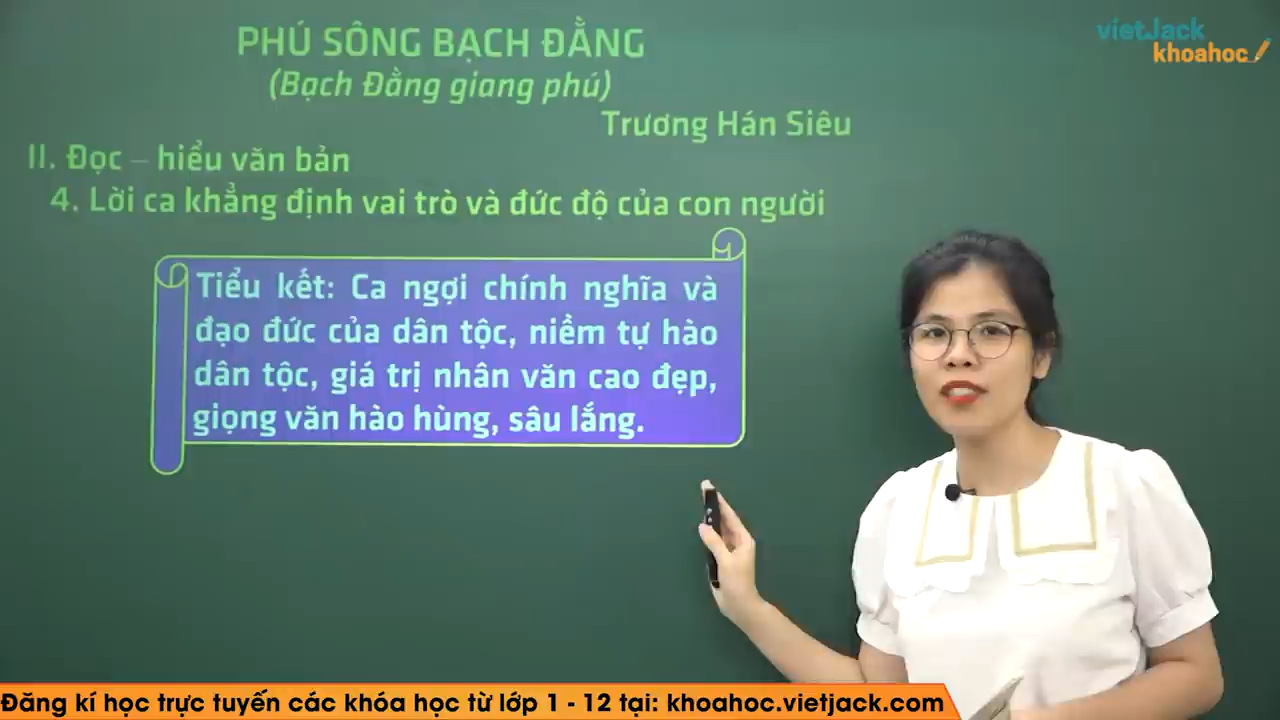 PHÚ SÔNG BẠCH ĐẰNG
(Bạch Đằng giang phú)
Trương Hán Siêu
vietJack
khoahoc
II. Đọc – hiểu văn bản
4. Lời ca khẳng định vai trò và đức độ của con người
Tiểu kết: Ca ngợi chính nghĩa và
đạo đức của dân tộc, niềm tự hào
dân tộc, giá trị nhân văn cao đẹp,
giọng văn hào hùng, sâu lắng.
Đăng kí học trực tuyến các khóa học từ lớp 1 - 12 tại: khoahoc.vietjack.com